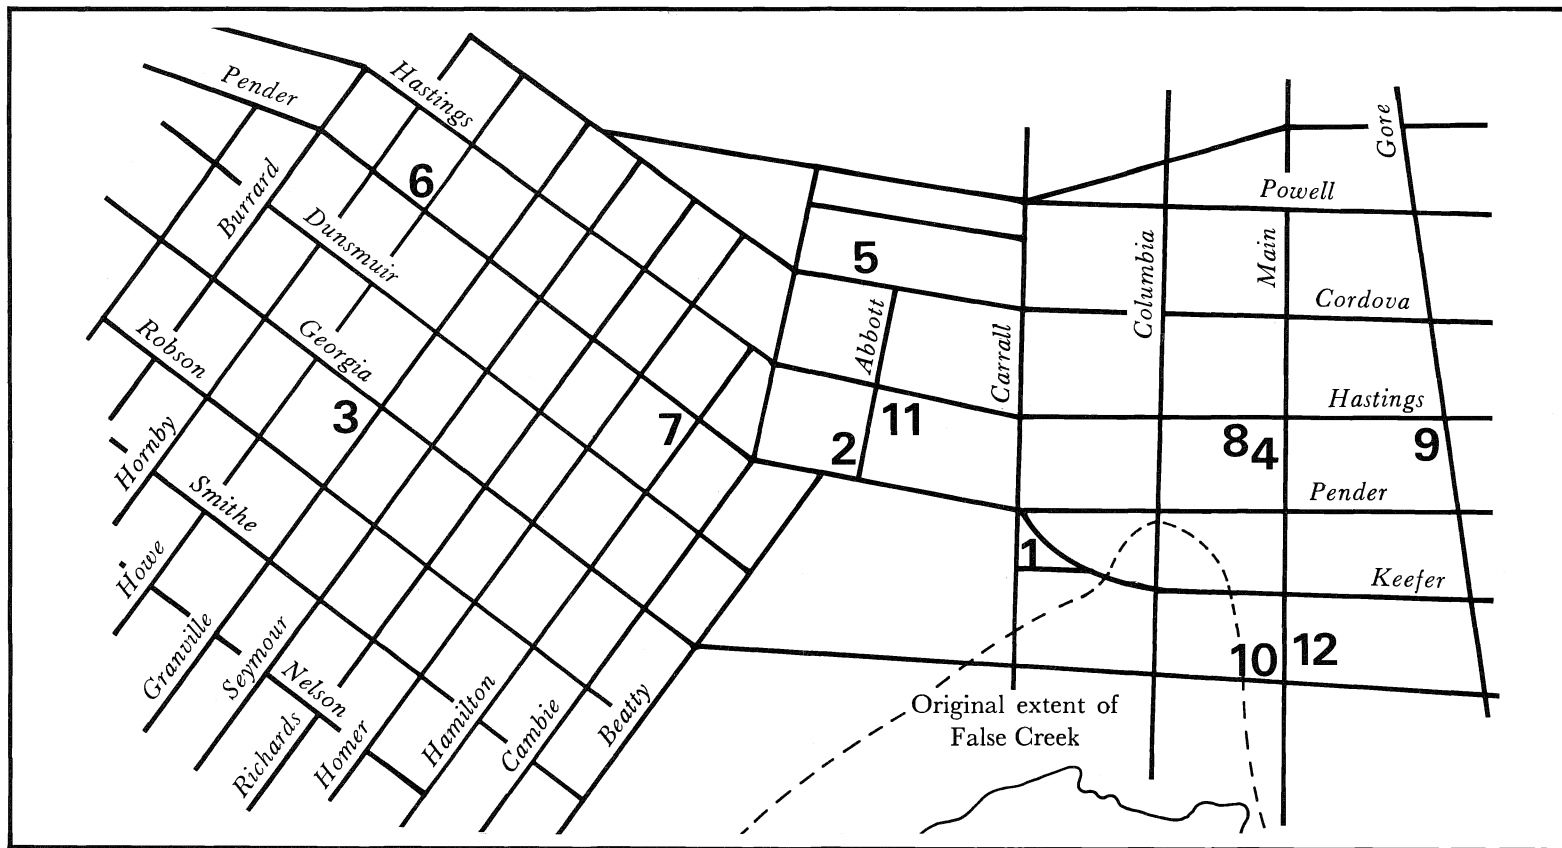 Hastings
Pender
Gore
6
Burrard
Powell
Dunsmuir
5
Columbia
Main
Cordova
Robson
Georgia
Abbott
Carrall
3
7
2
11
Hastings
8
4
9
Hornby
Smithe
Pender
1
Howe
Keefer
Granville
Seymour
Nelson
10
12
Richards
Homer
Hamilton
Cambie
Beatty
Original extent of
False Creek